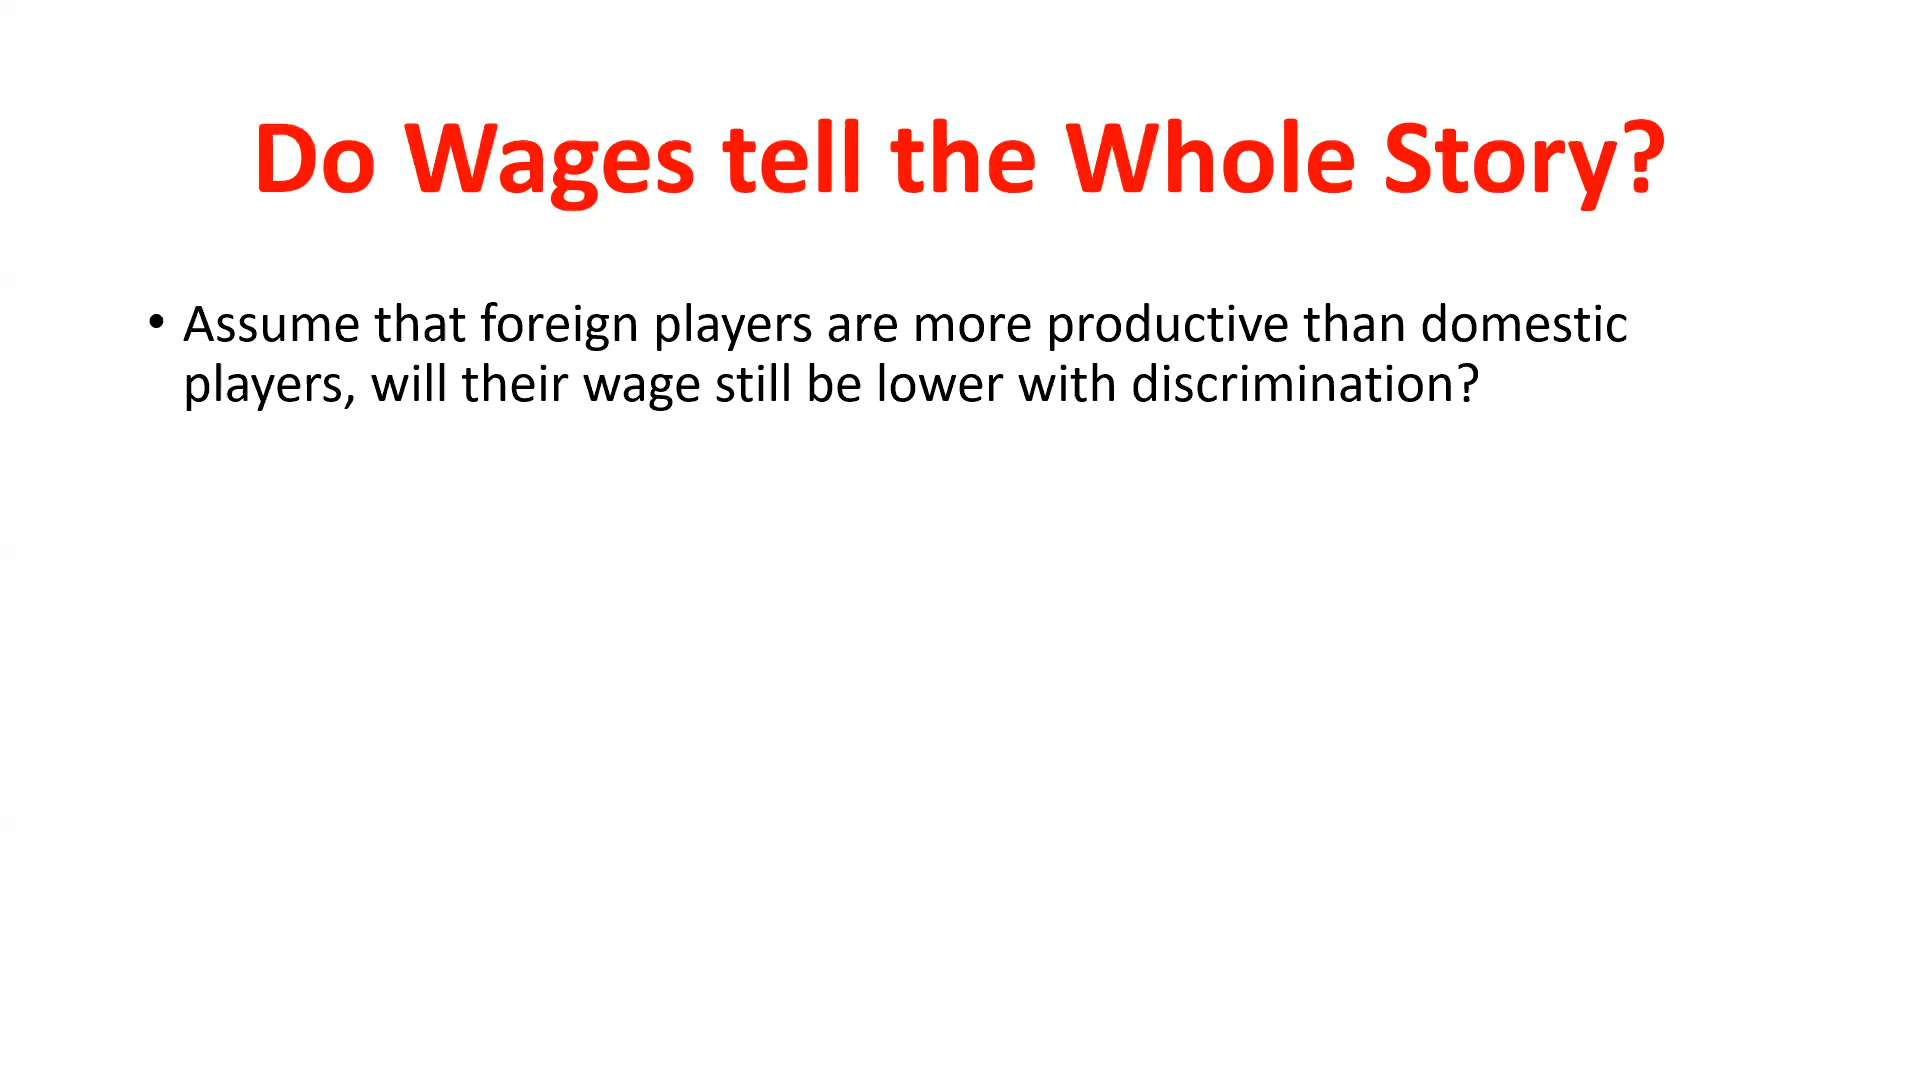 Do Wages tell the Whole Story?
• Assume that foreign players are more productive than domestic
players, will their wage still be lower with discrimination?